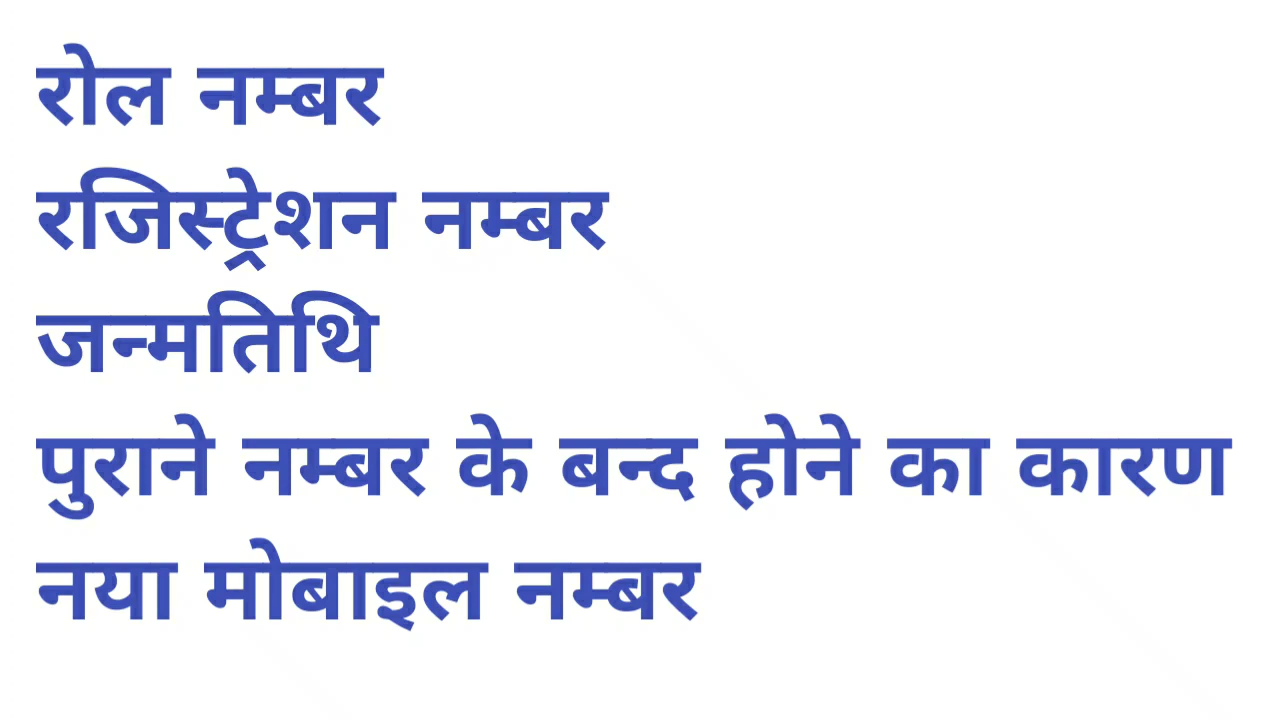 रोल नम्बर
रजिस्ट्रेशन नम्बर
जन्मतिथि
पुराने नम्बर के बन्द होने का कारण
नया मोबाइल नम्बर